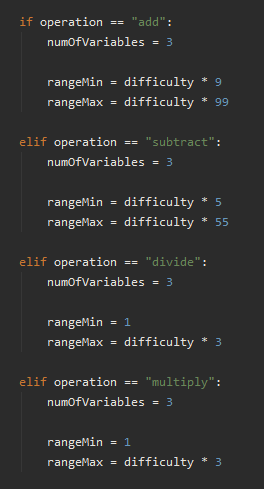 if operation == "add":
    numOfVariables = 3
    rangeMin = difficulty * 9
    rangeMax = difficulty * 99
elif operation == "subtract":
    numOfVariables = 3
    rangeMin = difficulty * 5
    rangeMax = difficulty * 55
elif operation == "divide":
    numOfVariables = 3
    rangeMin = 1
    rangeMax = difficulty * 3
elif operation == "multiply":
    numOfVariables = 3
    rangeMin = 1
    rangeMax = difficulty * 3